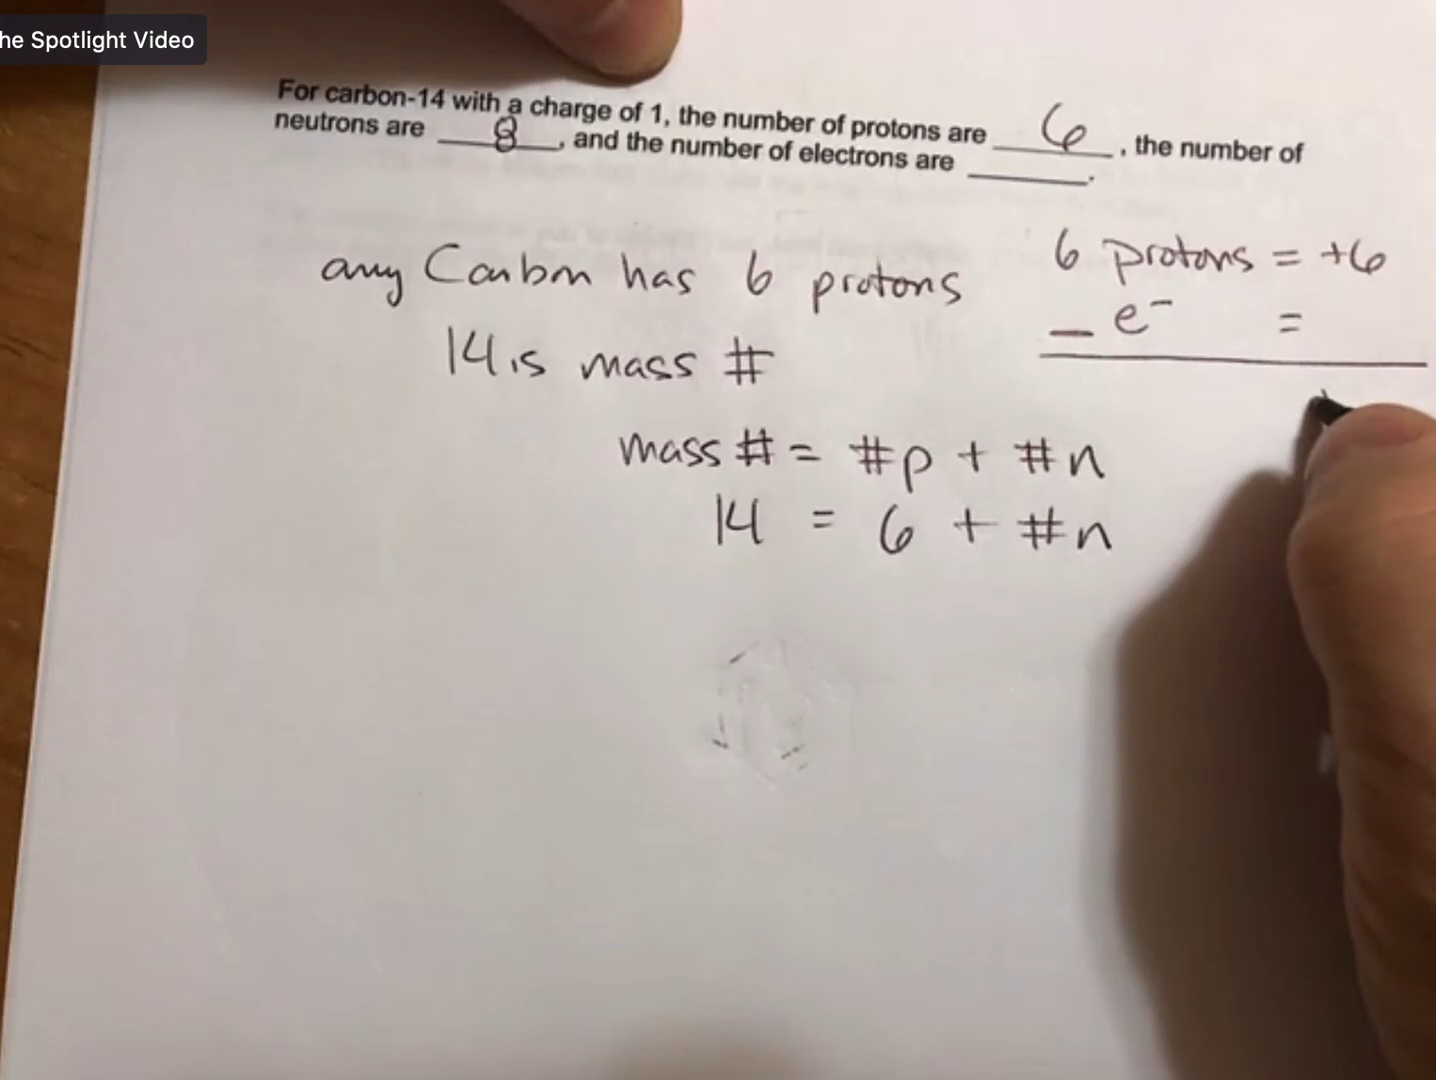 he Spotlight Video
For carbon-14 with a charge of 1, the number of protons are 6, the number of
neutrons are 8, and the number of electrons are ____.
any Carbon has 6 protons
14 is mass #
mass # = #p + #n
14 = 6 + #n
6 protons = +6
_ e⁻ =